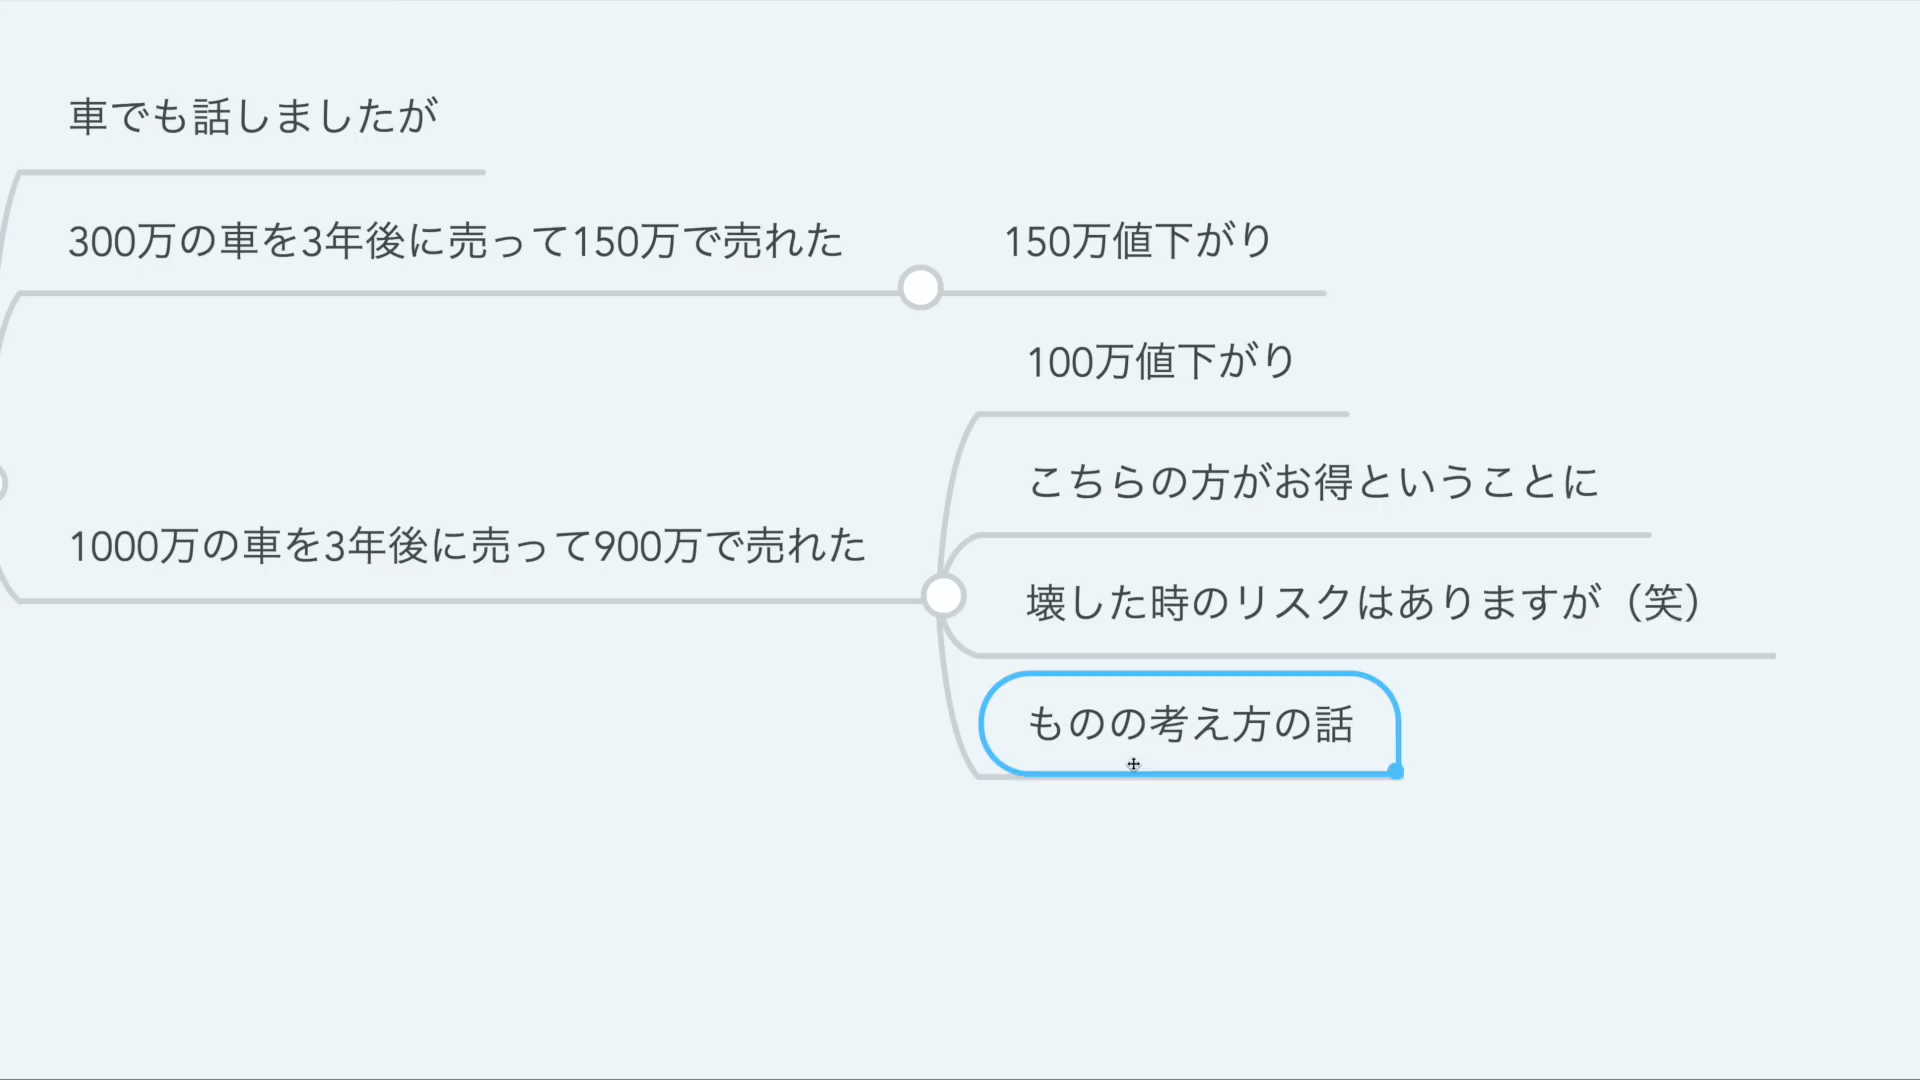 車でも話しましたが
300万の車を3年後に売って150万で売れた
150万値下がり
1000万の車を3年後に売って900万で売れた
100万値下がり
こちらの方がお得ということに
壊した時のリスクはありますが（笑）
ものの考え方の話